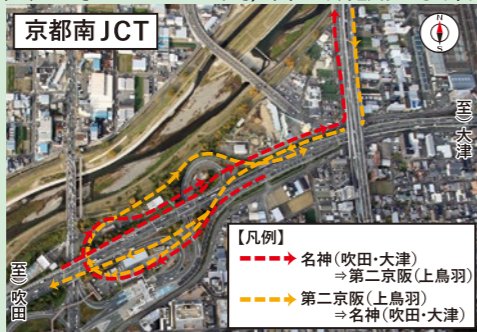 京都南JCT
N
S
至)大津
至)吹田
【凡例】
名神(吹田・大津)
⇒第二京阪(上鳥羽)
第二京阪(上鳥羽)
⇒名神(吹田・大津)